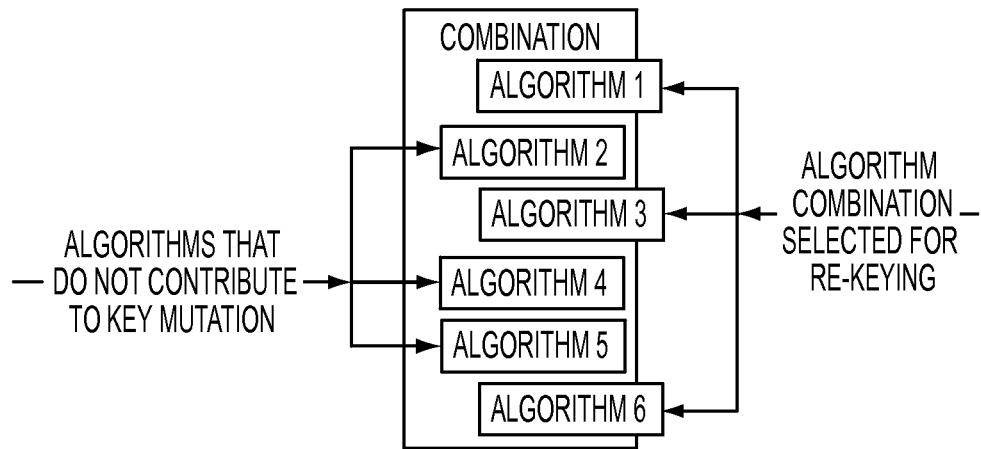 COMBINATION
ALGORITHM 1
ALGORITHM 2
ALGORITHM 3
ALGORITHM 4
ALGORITHM 5
ALGORITHM 6
ALGORITHMS THAT
DO NOT CONTRIBUTE
TO KEY MUTATION
ALGORITHM
COMBINATION
SELECTED FOR
RE-KEYING